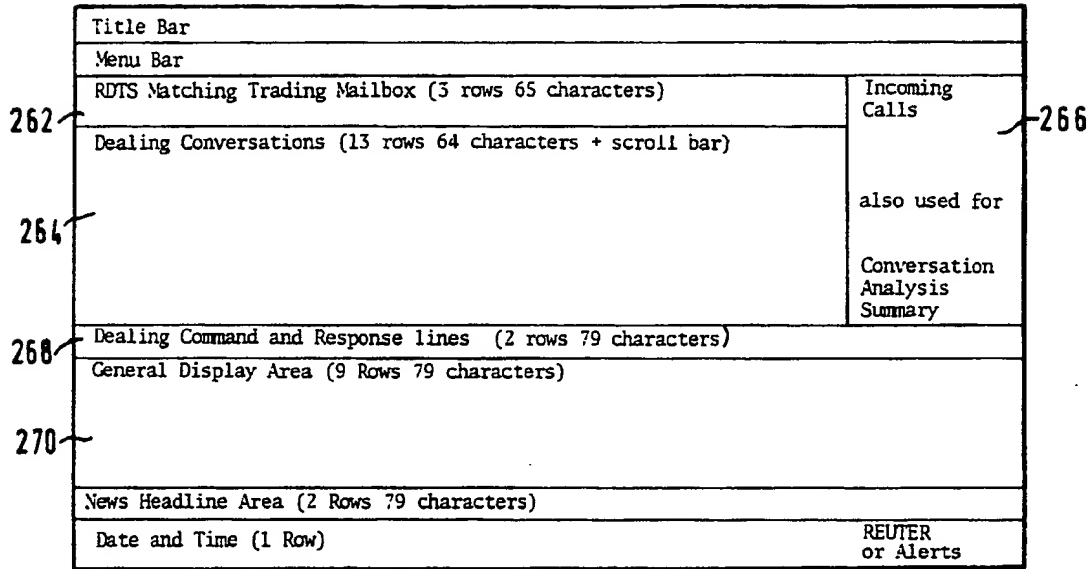 Title Bar
Menu Bar
RDTS Matching Trading Mailbox (3 rows 65 characters)
Incoming
Calls
262
266
Dealing Conversations (13 rows 64 characters + scroll bar)
also used for
264
Conversation
Analysis
Summary
268
Dealing Command and Response lines (2 rows 79 characters)
General Display Area (9 Rows 79 characters)
270
News Headline Area (2 Rows 79 characters)
Date and Time (1 Row)
REUTER
or Alerts